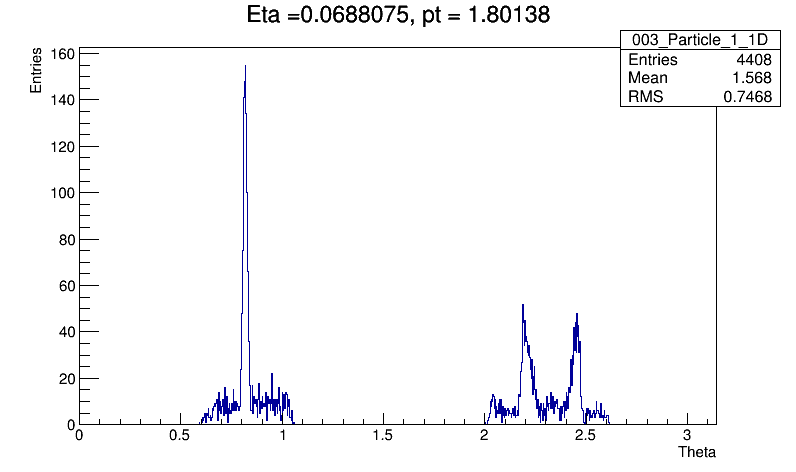 Eta =0.0688075, pt = 1.80138
003_Particle_1_1D
Entries 4408
Mean 1.568
RMS 0.7468
Entries
160
140
120
100
80
60
40
20
0
0 0.5 1 1.5 2 2.5 3
Theta